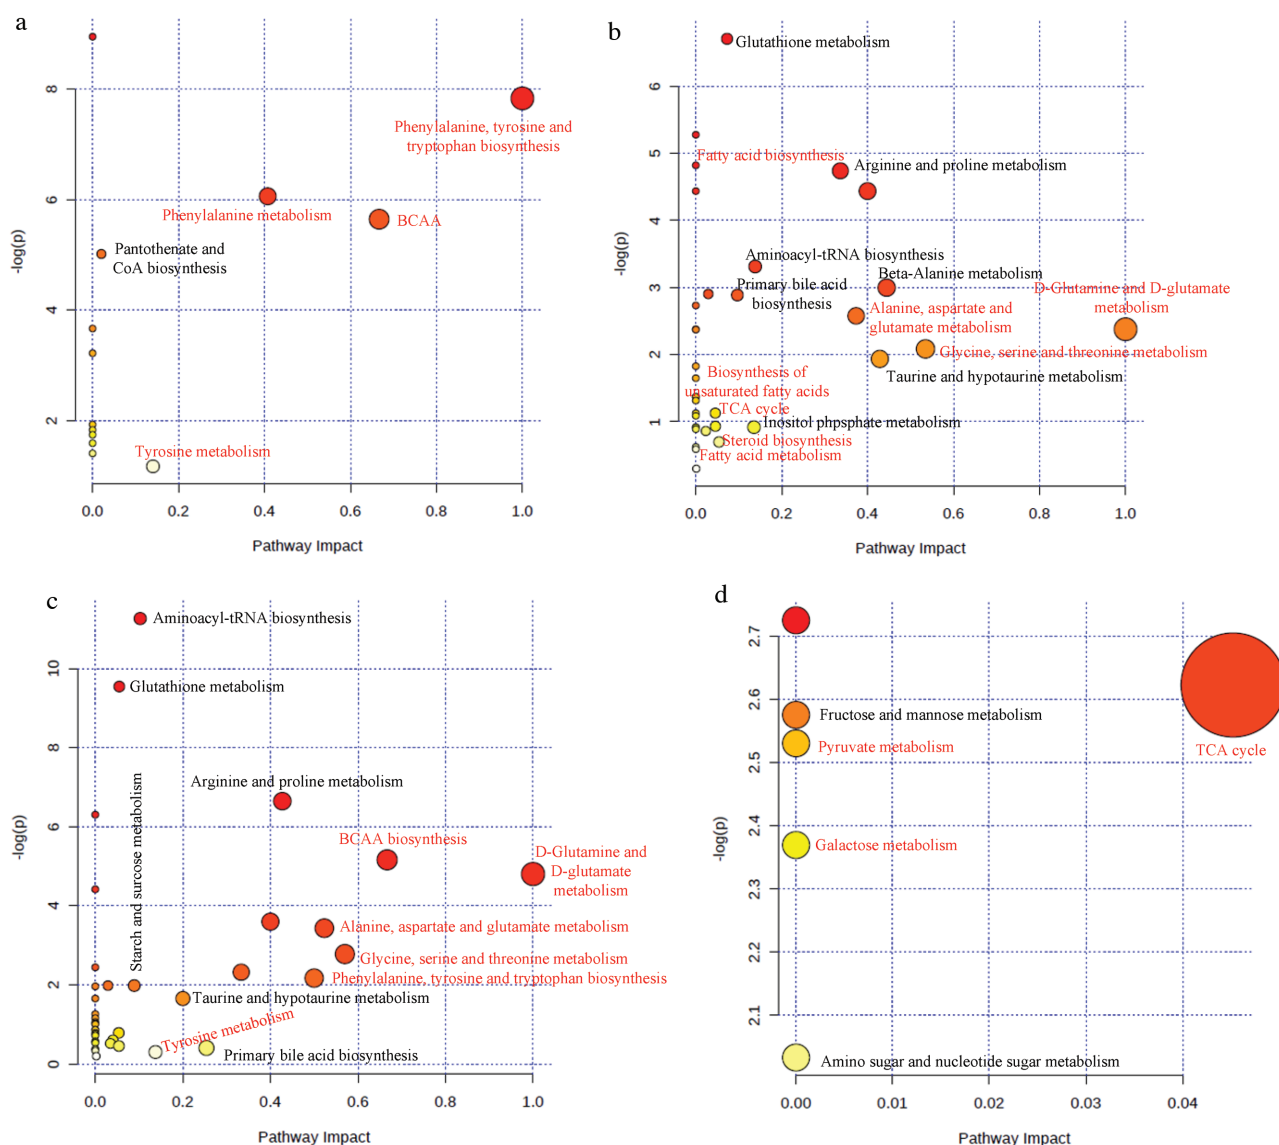 a
8
6
4
2
-log(p)
Phenylalanine, tyrosine and
tryptophan biosynthesis
Phenylalanine metabolism
BCAA
Pantothenate and
CoA biosynthesis
Tyrosine metabolism
0.0 0.2 0.4 0.6 0.8 1.0
Pathway Impact
b
6
5
4
3
2
1
-log(p)
Glutathione metabolism
Fatty acid biosynthesis
Arginine and proline metabolism
Aminoacyl-tRNA biosynthesis
Beta-Alanine metabolism
Primary bile acid
biosynthesis
D-Glutamine and D-glutamate
metabolism
Alanine, aspartate and
glutamate metabolism
Glycine, serine and threonine metabolism
Taurine and hypotaurine metabolism
Biosynthesis of
unsaturated fatty acids
TCA cycle
Inositol phpsphate metabolism
Steroid biosynthesis
Fatty acid metabolism
0.0 0.2 0.4 0.6 0.8 1.0
Pathway Impact
c
10
8
6
4
2
0
-log(p)
Aminoacyl-tRNA biosynthesis
Glutathione metabolism
Arginine and proline metabolism
Starch and surcose metabolism
BCAA biosynthesis
D-Glutamine and
D-glutamate
metabolism
Alanine, aspartate and glutamate metabolism
Glycine, serine and threonine metabolism
Phenylalanine, tyrosine and tryptophan biosynthesis
Taurine and hypotaurine metabolism
Tyrosine metabolism
Primary bile acid biosynthesis
0.0 0.2 0.4 0.6 0.8 1.0
Pathway Impact
d
2.7
2.6
2.5
2.4
2.3
2.2
2.1
-log(p)
Fructose and mannose metabolism
Pyruvate metabolism
TCA cycle
Galactose metabolism
Amino sugar and nucleotide sugar metabolism
0.00 0.01 0.02 0.03 0.04
Pathway Impact